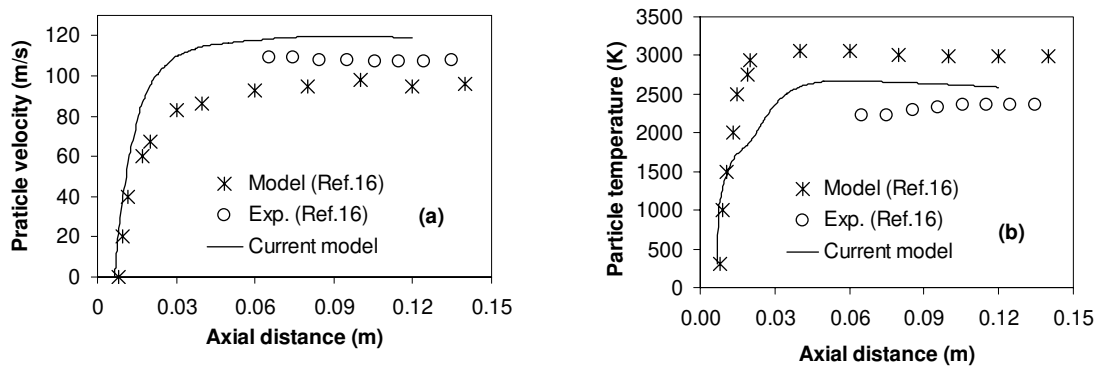 120
100
80
60
40
20
0
Praticle velocity (m/s)
Model (Ref.16)
Exp. (Ref.16)
Current model
(a)
0
0.03
0.06
0.09
0.12
0.15
Axial distance (m)
3500
3000
2500
2000
1500
1000
500
0
Particle temperature (K)
Model (Ref.16)
Exp. (Ref.16)
Current model
(b)
0.00
0.03
0.06
0.09
0.12
0.15
Axial distance (m)